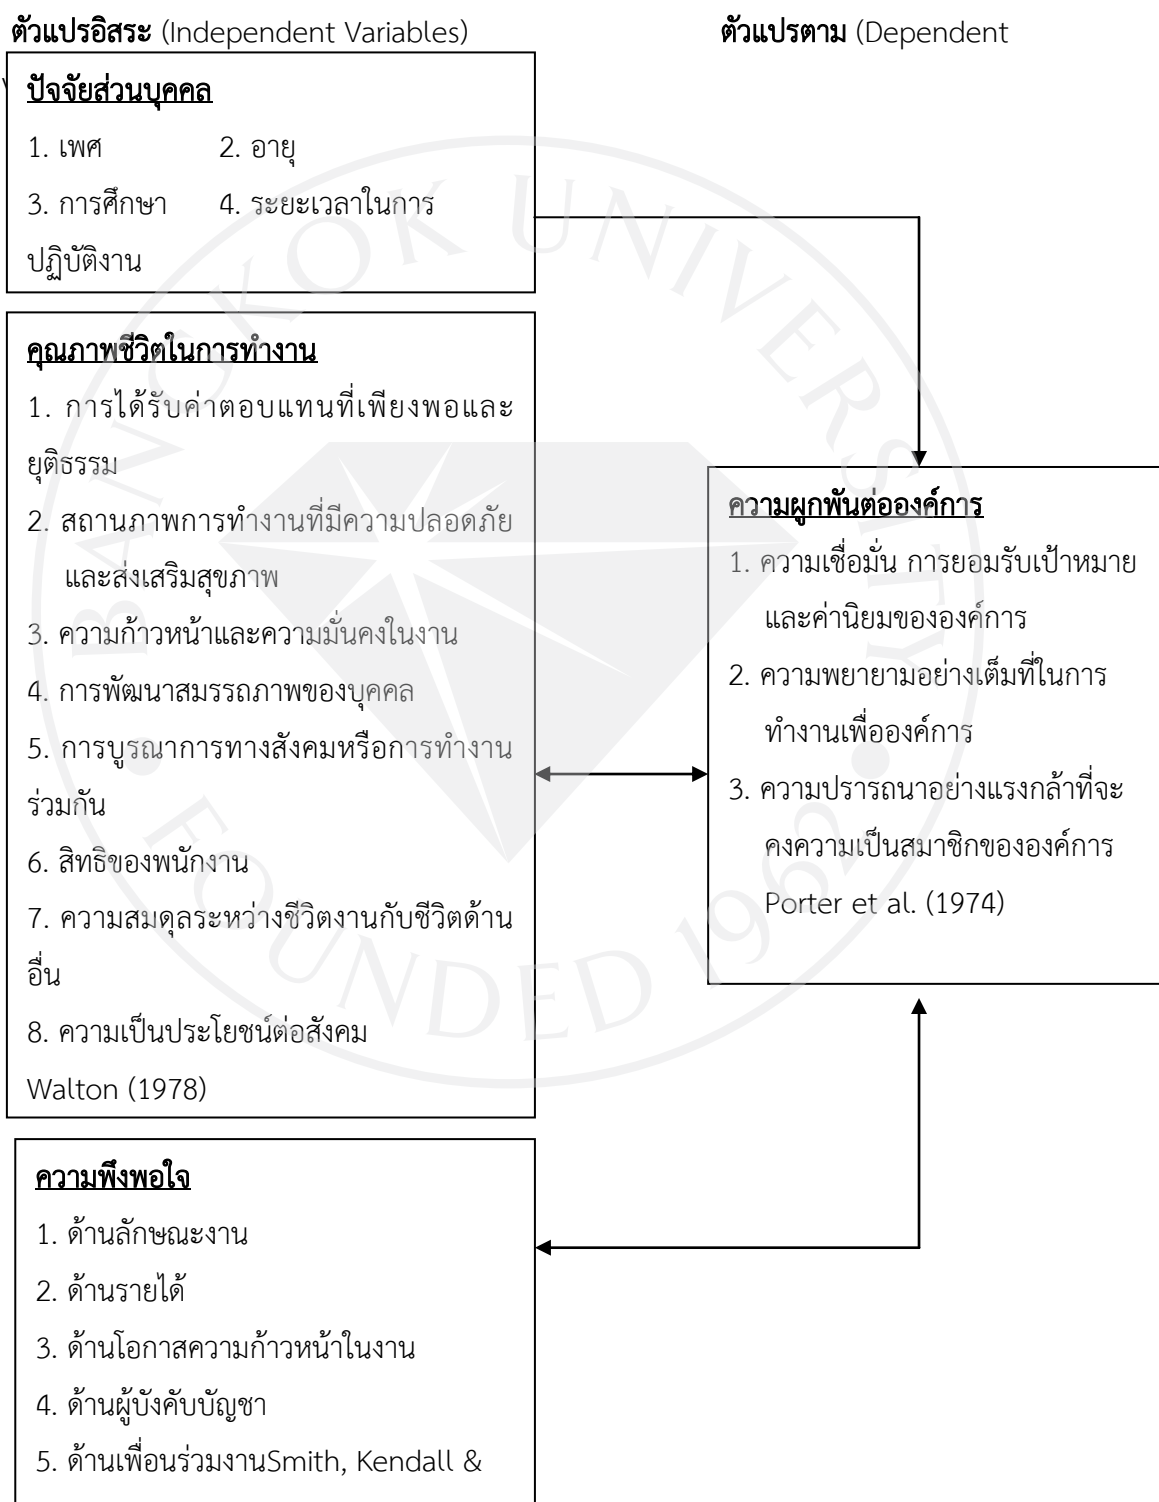 ตัวแปรอิสระ (Independent Variables) ตัวแปรตาม (Dependent
ปัจจัยส่วนบุคคล
1. เพศ 2. อายุ
3. การศึกษา 4. ระยะเวลาในการ
ปฏิบัติงาน
คุณภาพชีวิตในการทำงาน
1. การได้รับค่าตอบแทนที่เพียงพอและ
ยุติธรรม
2. สถานภาพการทำงานที่มีความปลอดภัย
และส่งเสริมสุขภาพ
3. ความก้าวหน้าและความมั่นคงในงาน
4. การพัฒนาสมรรถภาพของบุคคล
5. การบูรณาการทางสังคมหรือการทำงาน
ร่วมกัน
6. สิทธิของพนักงาน
7. ความสมดุลระหว่างชีวิตงานกับชีวิตด้าน
อื่น
8. ความเป็นประโยชน์ต่อสังคม
Walton (1978)
ความผูกพันต่อองค์การ
1. ความเชื่อมั่น การยอมรับเป้าหมาย
และค่านิยมขององค์การ
2. ความพยายามอย่างเต็มที่ในการ
ทำงานเพื่อองค์การ
3. ความปรารถนาอย่างแรงกล้าที่จะ
คงความเป็นสมาชิกขององค์การ
Porter et al. (1974)
ความพึงพอใจ
1. ด้านลักษณะงาน
2. ด้านรายได้
3. ด้านโอกาสความก้าวหน้าในงาน
4. ด้านผู้บังคับบัญชา
5. ด้านเพื่อนร่วมงานSmith, Kendall &
BANGKOK UNIVERSITY
FOUNDED 1962